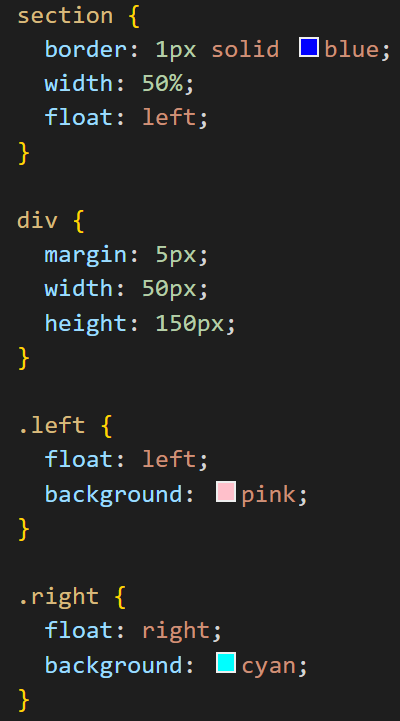 section {
  border: 1px solid blue;
  width: 50%;
  float: left;
}

div {
  margin: 5px;
  width: 50px;
  height: 150px;
}

.left {
  float: left;
  background: pink;
}

.right {
  float: right;
  background: cyan;
}